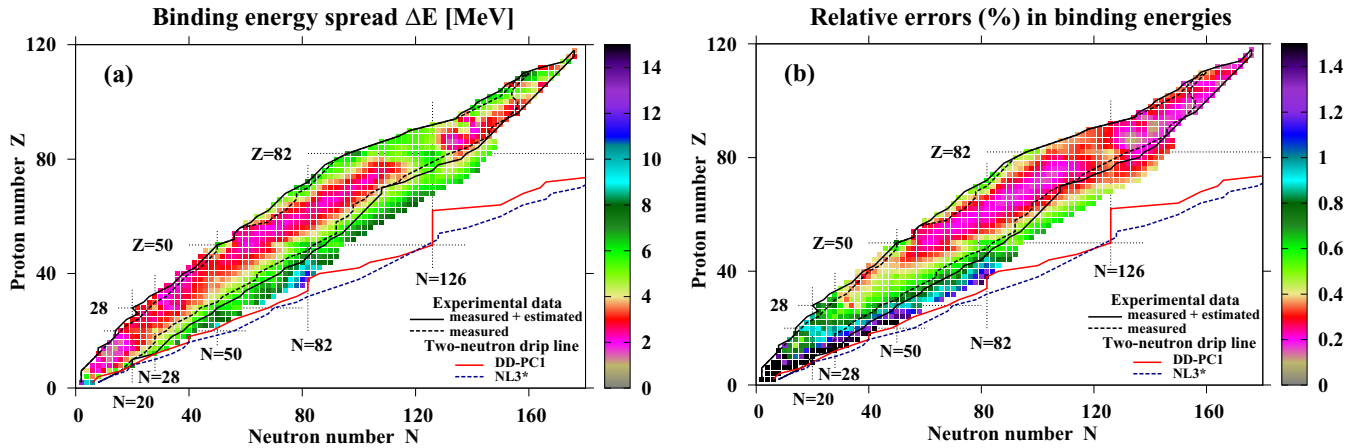 Binding energy spread ΔE [MeV]
(a)
Proton number Z
120
80
40
0
0
40
80
120
160
Neutron number N
Z=82
Z=50
28
N=20
N=28
N=50
N=82
N=126
Experimental data
measured + estimated
measured
Two-neutron drip line
DD-PC1
NL3*
14
12
10
8
6
4
2
0
Relative errors (%) in binding energies
(b)
Proton number Z
120
80
40
0
0
40
80
120
160
Neutron number N
Z=82
Z=50
28
N=20
N=28
N=50
N=82
N=126
Experimental data
measured + estimated
measured
Two-neutron drip line
DD-PC1
NL3*
1.4
1.2
1
0.8
0.6
0.4
0.2
0